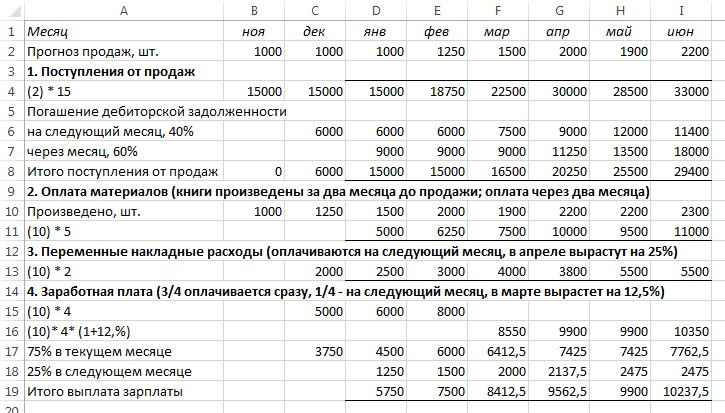 A B C D E F G H I
1 Месяц ноя дек янв фев мар апр май июн
2 Прогноз продаж, шт. 1000 1000 1000 1250 1500 2000 1900 2200
3 1. Поступления от продаж
4 (2) * 15 15000 15000 15000 18750 22500 30000 28500 33000
5 Погашение дебиторской задолженности
6 на следующий месяц, 40% 6000 6000 6000 7500 9000 12000 11400
7 через месяц, 60% 9000 9000 9000 11250 13500 18000
8 Итого поступления от продаж 0 6000 15000 15000 16500 20250 25500 29400
9 2. Оплата материалов (книги произведены за два месяца до продажи; оплата через два месяца)
10 Произведено, шт. 1000 1250 1500 2000 1900 2200 2200 2300
11 (10) * 5 5000 6250 7500 10000 9500 11000
12 3. Переменные накладные расходы (оплачиваются на следующий месяц, в апреле вырастут на 25%)
13 (10) * 2 2000 2500 3000 4000 3800 5500 5500
14 4. Заработная плата (3/4 оплачивается сразу, 1/4 - на следующий месяц, в марте вырастет на 12,5%)
15 (10) * 4 5000 6000 8000
16 (10)* 4* (1+12,%) 8550 9900 9900 10350
17 75% в текущем месяце 3750 4500 6000 6412,5 7425 7425 7762,5
18 25% в следующем месяце 1250 1500 2000 2137,5 2475 2475
19 Итого выплата зарплаты 5750 7500 8412,5 9562,5 9900 10237,5
20